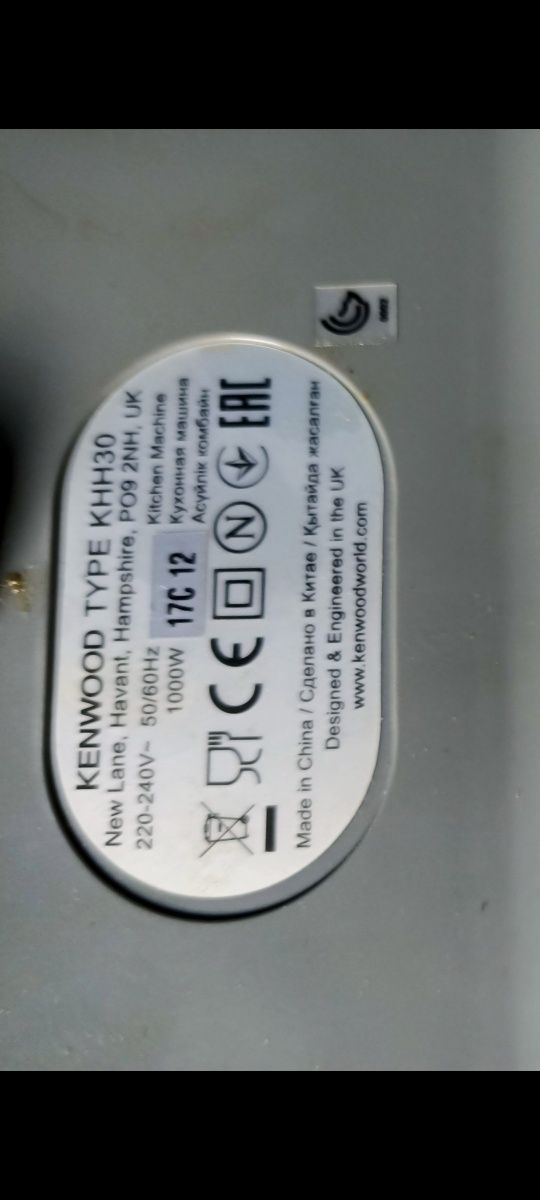 KENWOOD TYPE KHH30
New Lane, Havant, Hampshire, PO9 2NH, UK
220-240V~ 50/60Hz
1000W
17C 12
Kitchen Machine
Кухонная машина
Асүйлік комбайн
CE
N
EAC
Made in China / Сделано в Китае / Қытайда жасалған
Designed & Engineered in the UK
www.kenwoodworld.com